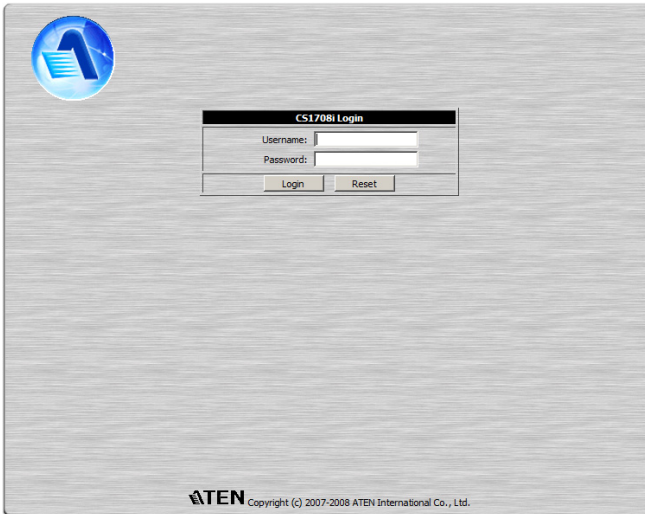 CS1708i Login
Username:
Password:
Login Reset
ATEN Copyright (c) 2007-2008 ATEN International Co., Ltd.